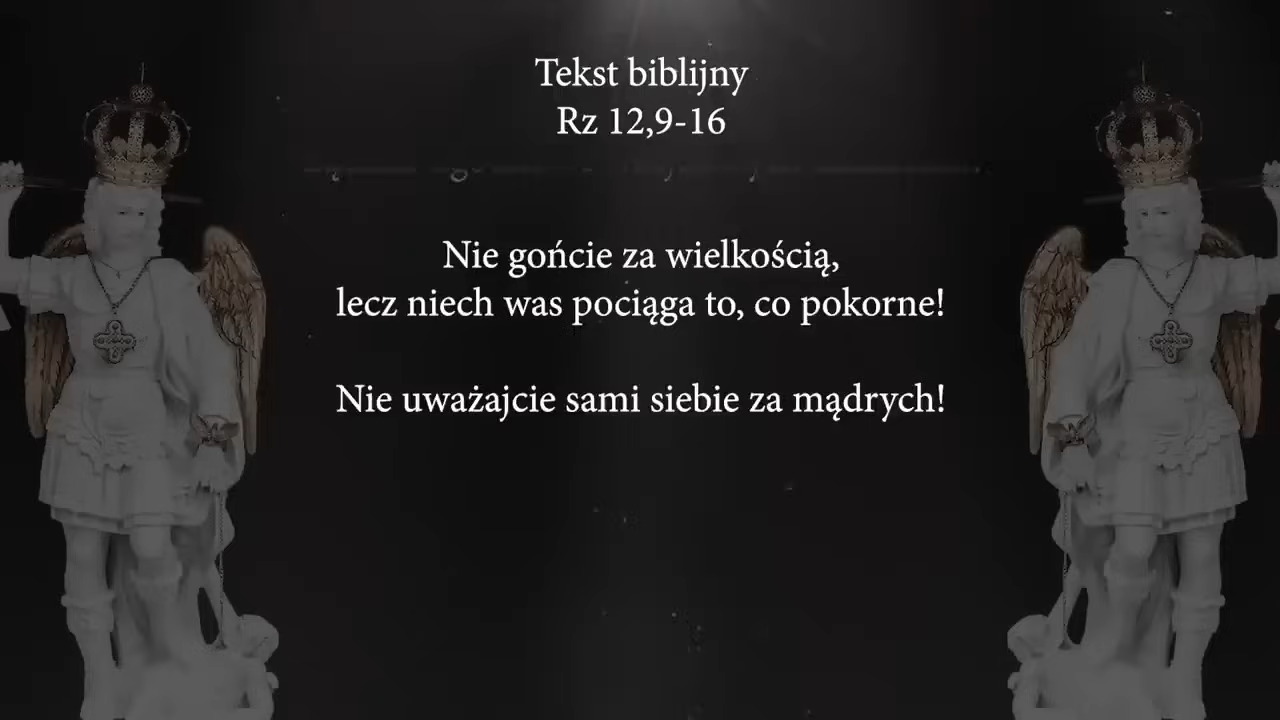 Tekst biblijny
Rz 12,9-16
Nie gońcie za wielkością,
lecz niech was pociąga to, co pokorne!
Nie uważajcie sami siebie za mądrych!